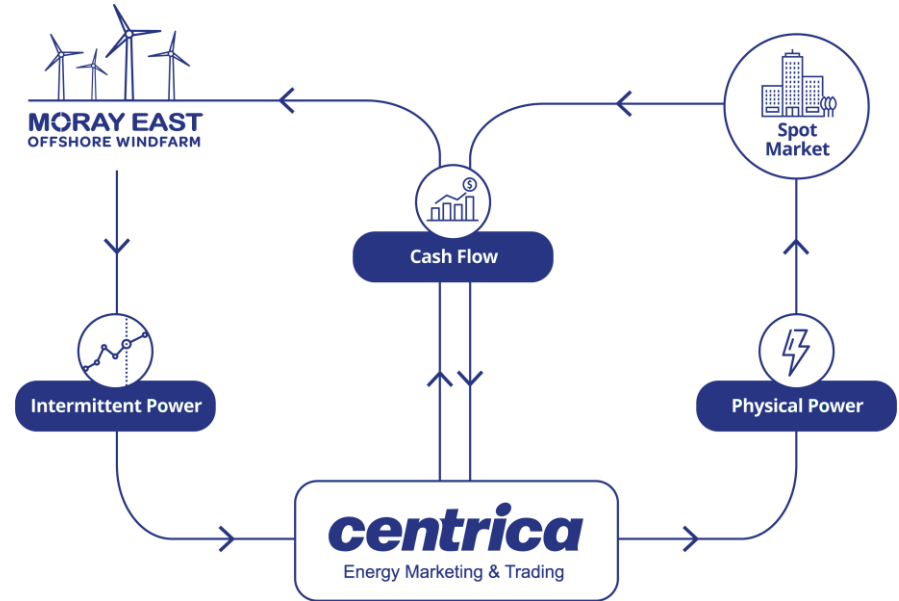 MORAY EAST
OFFSHORE WINDFARM
Spot
Market
$
Cash Flow
Intermittent Power
Physical Power
centrica
Energy Marketing & Trading